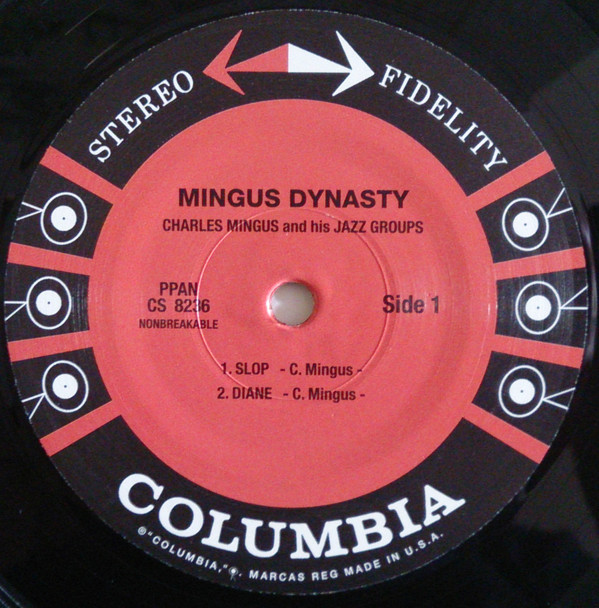 STEREO FIDELITY
MINGUS DYNASTY
CHARLES MINGUS and his JAZZ GROUPS
PPAN
CS 8236
NONBREAKABLE
Side 1
1. SLOP - C. Mingus -
2. DIANE - C. Mingus -
COLUMBIA
® "COLUMBIA," MARCAS REG MADE IN U.S.A.